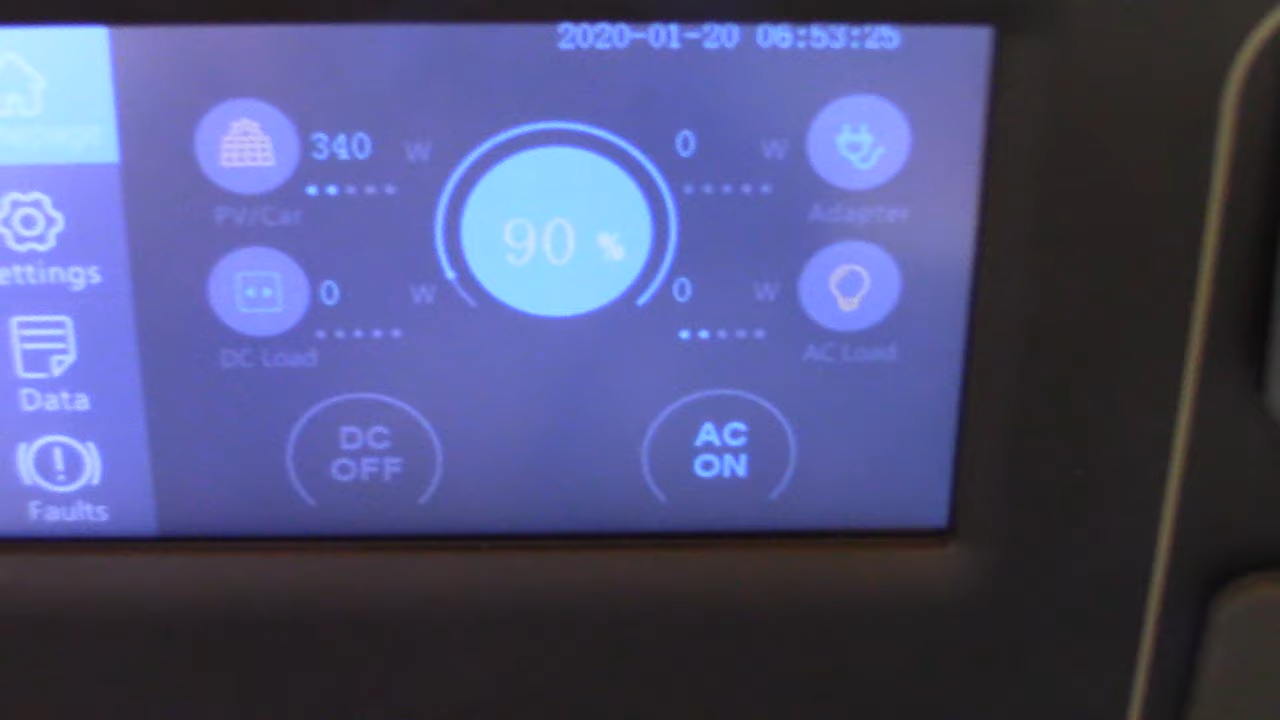 2020-01-20 06:53:25
340 W
PV/Car
0 W
Adapter
90 %
0 W
DC Load
0 W
AC Load
DC
OFF
AC
ON
ettings
Data
Faults